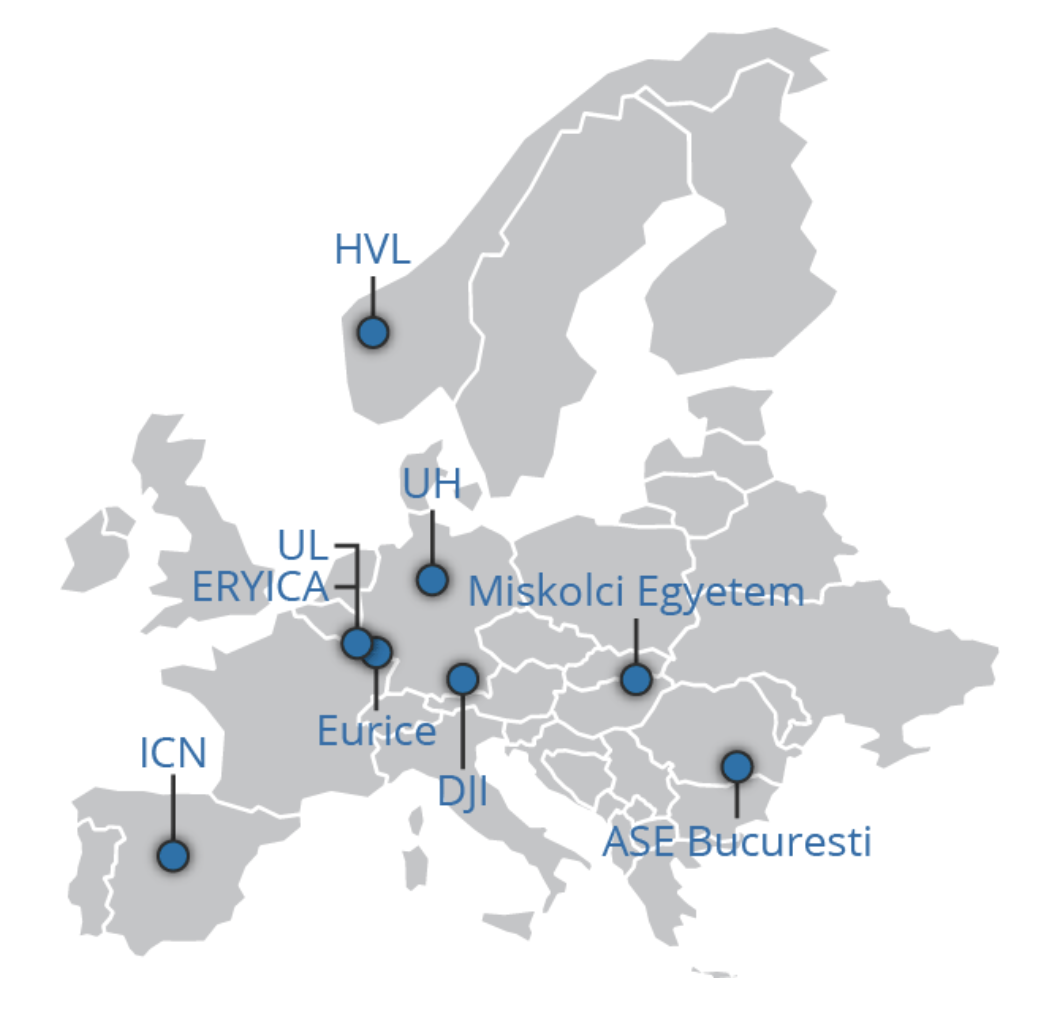 HVL
UH
UL
ERYICA
Miskolci Egyetem
Eurice
ICN
DJI
ASE Bucuresti